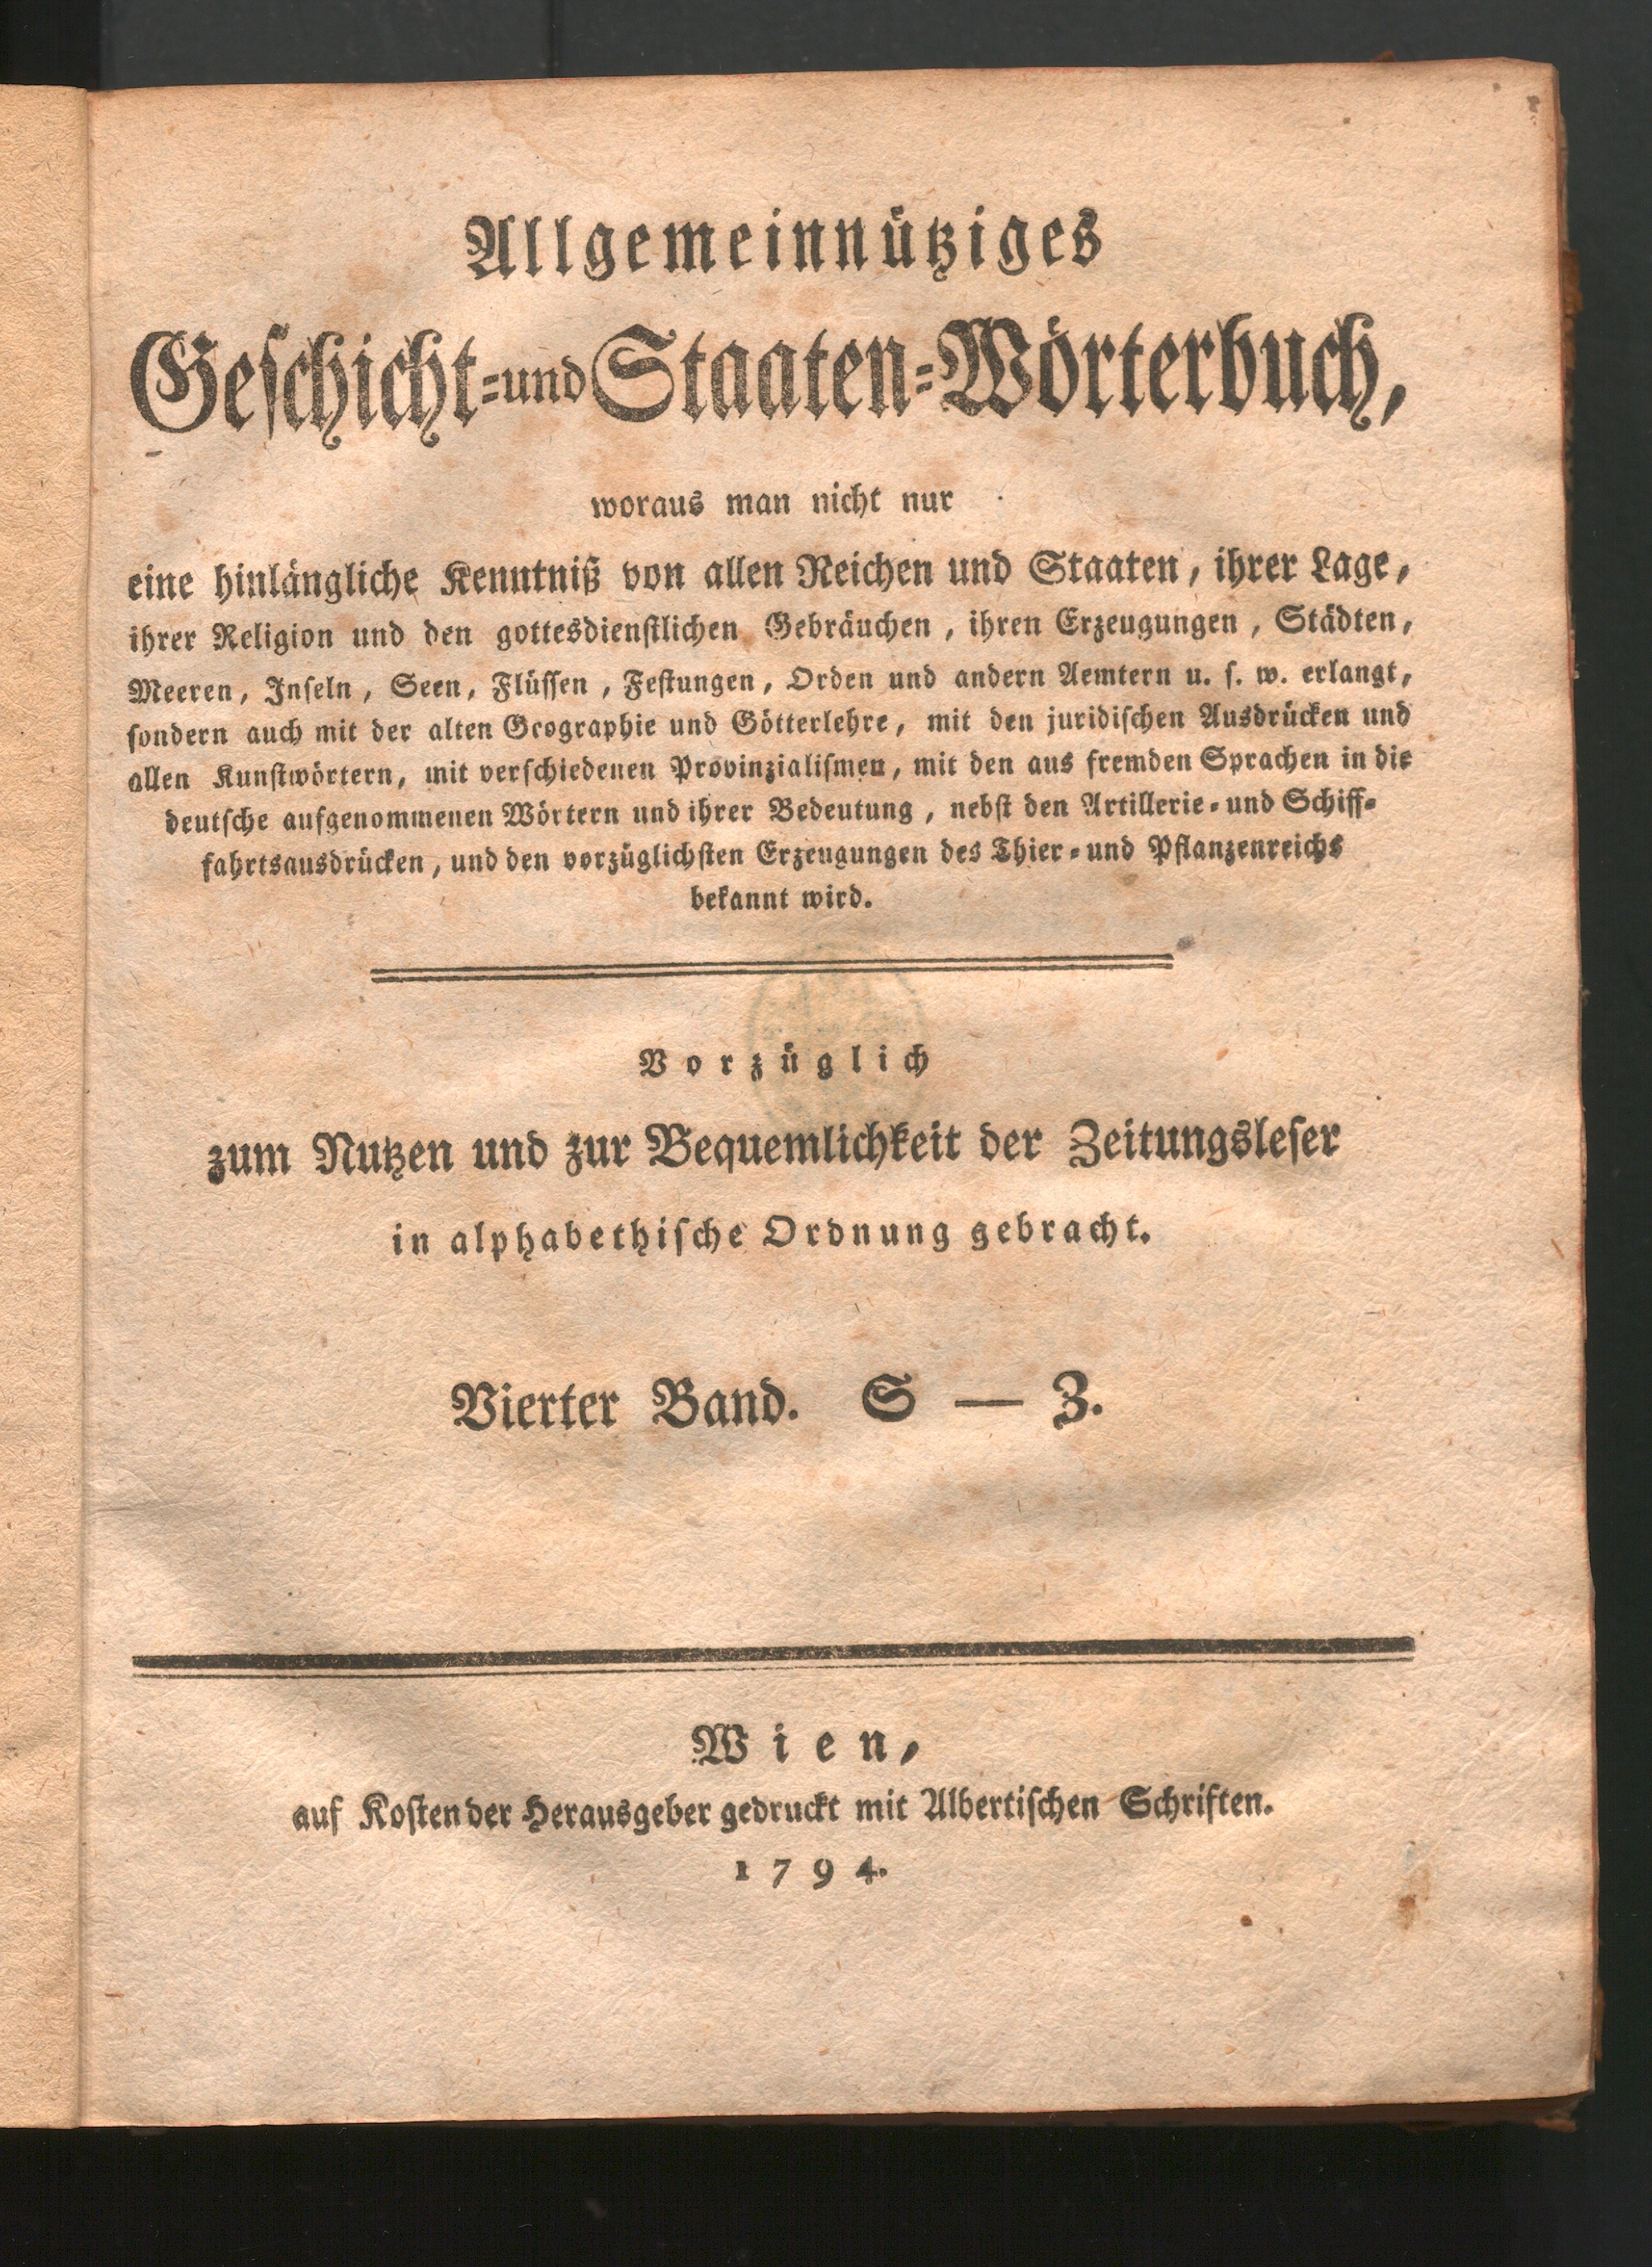 Allgemeinnütziges
Geschicht-und Staaten-Wörterbuch,
woraus man nicht nur
eine hinlängliche Kenntniß von allen Reichen und Staaten, ihrer Lage,
ihrer Religion und den gottesdienstlichen Gebräuchen, ihren Erzeugungen, Städten,
Meeren, Inseln, Seen, Flüssen, Festungen, Orden und andern Aemtern u. s. w. erlangt,
sondern auch mit der alten Geographie und Götterlehre, mit den juridischen Ausdrücken und
allen Kunstwörtern, mit verschiedenen Provinzialismen, mit den aus fremden Sprachen in die
deutsche aufgenommenen Wörtern und ihrer Bedeutung, nebst den Artillerie-und Schiff-
fahrtsausdrücken, und den vorzüglichsten Erzeugungen des Thier-und Pflanzenreichs
bekannt wird.
Vorzüglich
zum Nutzen und zur Bequemlichkeit der Zeitungsleser
in alphabethische Ordnung gebracht.
Vierter Band. S — Z.
Wien,
auf Kosten der Herausgeber gedruckt mit Albertischen Schriften.
1794.